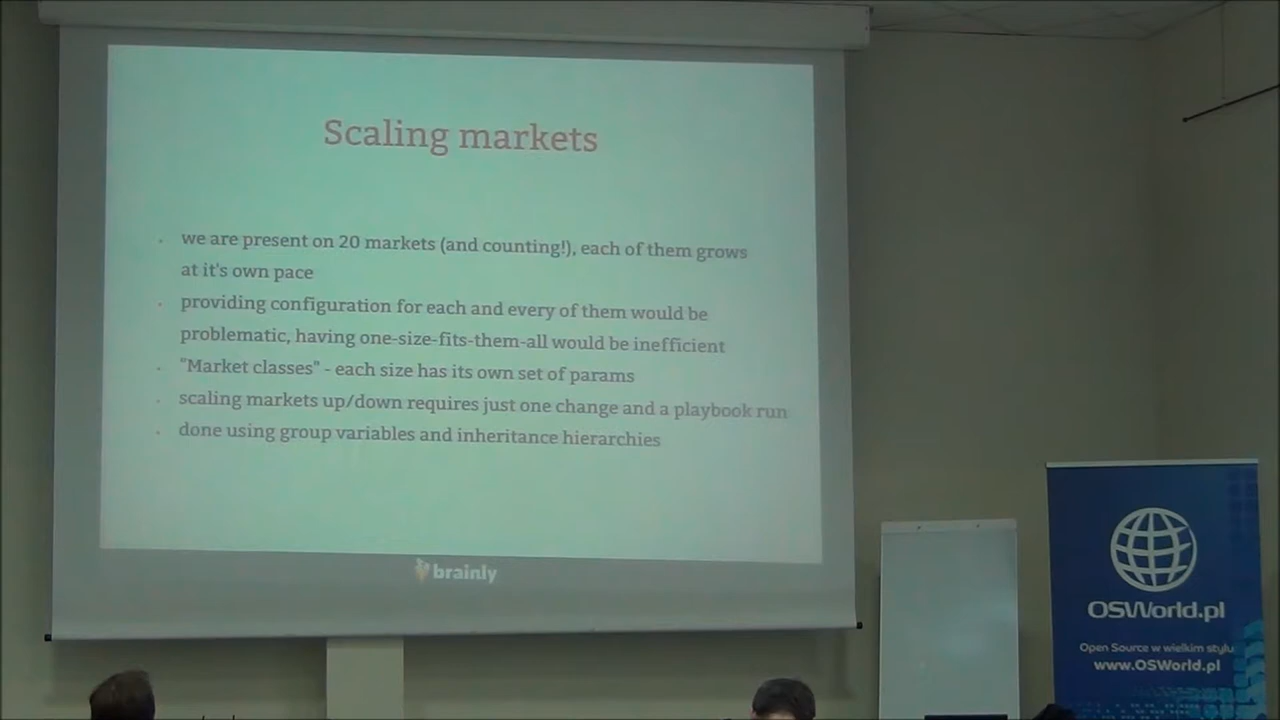 Scaling markets
we are present on 20 markets (and counting!), each of them grows
at it's own pace
providing configuration for each and every of them would be
problematic, having one-size-fits-them-all would be inefficient
"Market classes" - each size has its own set of params
scaling markets up/down requires just one change and a playbook run
done using group variables and inheritance hierarchies
brainly
OSWorld.pl
Open Source w wielkim stylu
www.OSWorld.pl